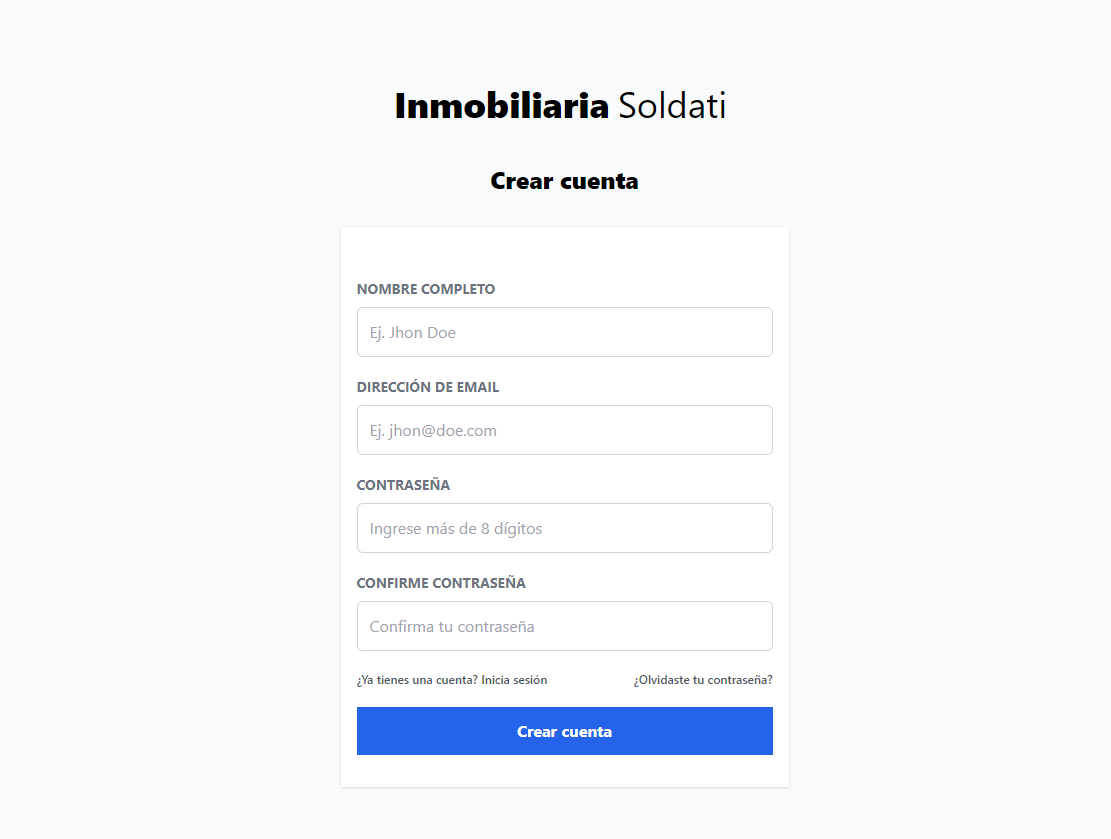 Inmobiliaria Soldati
Crear cuenta
NOMBRE COMPLETO
Ej. Jhon Doe
DIRECCIÓN DE EMAIL
Ej. jhon@doe.com
CONTRASEÑA
Ingrese más de 8 dígitos
CONFIRME CONTRASEÑA
Confirma tu contraseña
¿Ya tienes una cuenta? Inicia sesión ¿Olvidaste tu contraseña?
Crear cuenta